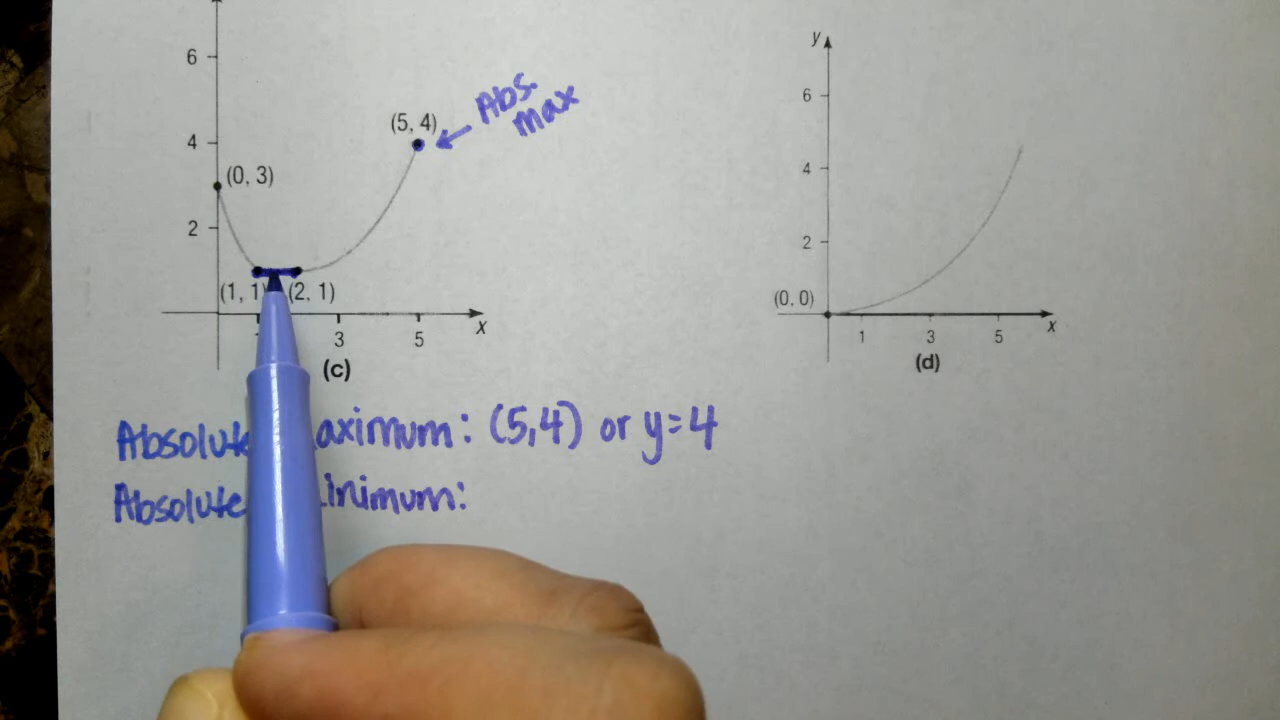 6
4
2
(0, 3)
(5, 4)
Abs.
max
(1, 1)
(2, 1)
3
5
x
(c)
y
6
4
2
(0, 0)
1
3
5
x
(d)
Absolute aximum: (5,4) or y=4
Absolute inimum: